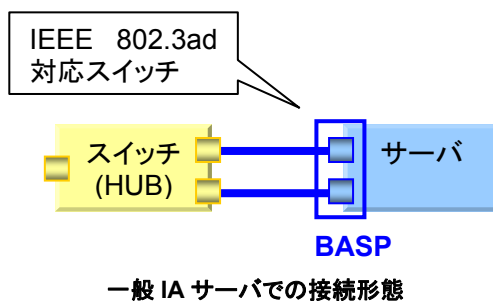 IEEE 802.3ad
対応スイッチ
スイッチ
(HUB)
サーバ
BASP
一般 IA サーバでの接続形態